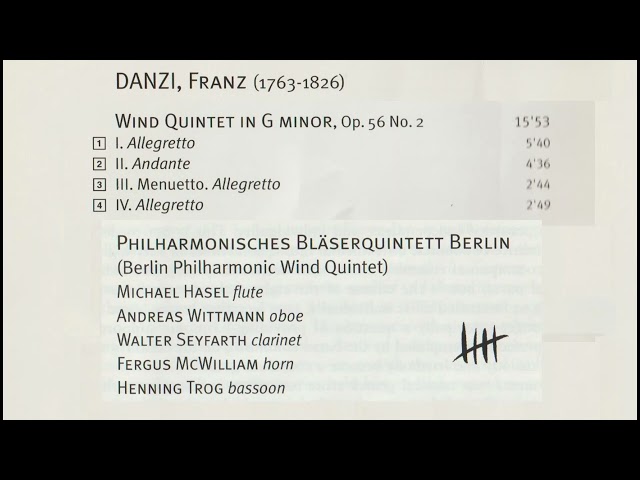 DANZI, FRANZ (1763-1826)
WIND QUINTET IN G MINOR, Op. 56 No. 2 15'53
1 I. Allegretto 5'40
2 II. Andante 4'36
3 III. Menuetto. Allegretto 2'44
4 IV. Allegretto 2'49
PHILHARMONISCHES BLÄSERQUINTETT BERLIN
(Berlin Philharmonic Wind Quintet)
MICHAEL HASEL flute
ANDREAS WITTMANN oboe
WALTER SEYFARTH clarinet
FERGUS MCWILLIAM horn
HENNING TROG bassoon